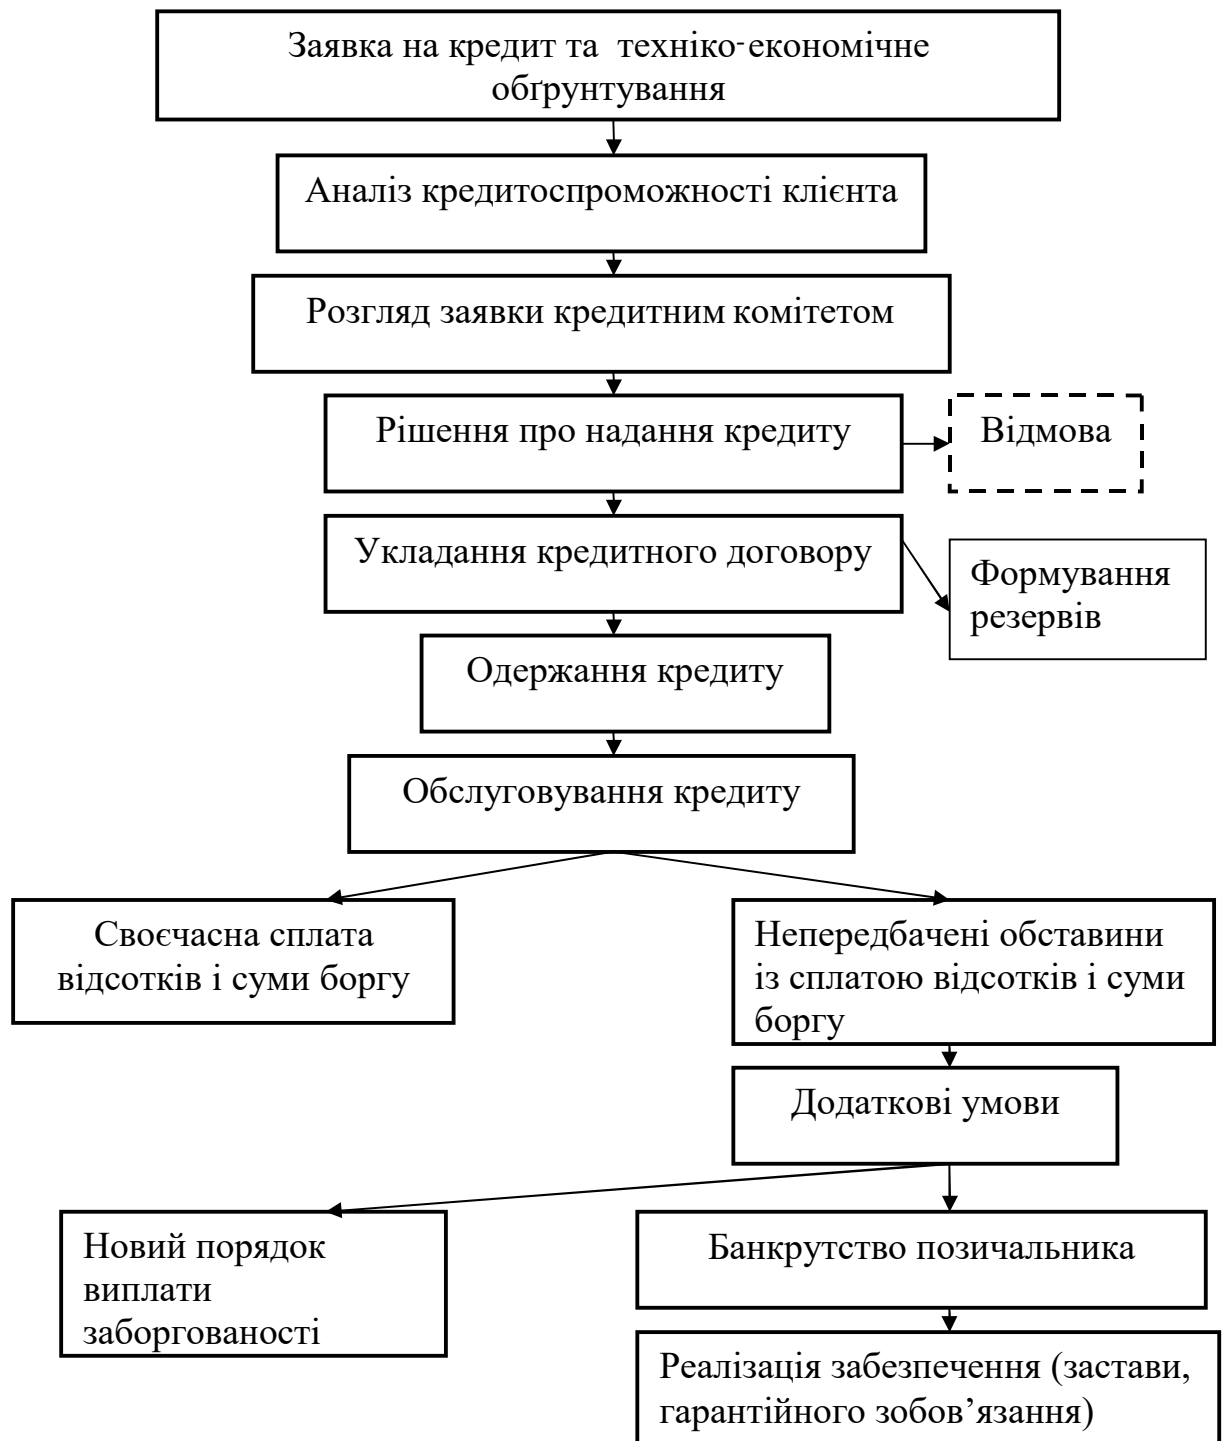 Заявка на кредит та  техніко-економічне
обґрунтування
Аналіз кредитоспроможності клієнта
Розгляд заявки кредитним комітетом
Рішення про надання кредиту
Відмова
Укладання кредитного договору
Формування
резервів
Одержання кредиту
Обслуговування кредиту
Своєчасна сплата
відсотків і суми боргу
Непередбачені обставини
із сплатою відсотків і суми
боргу
Додаткові умови
Новий порядок
виплати
заборгованості
Банкрутство позичальника
Реалізація забезпечення (застави,
гарантійного зобов’язання)